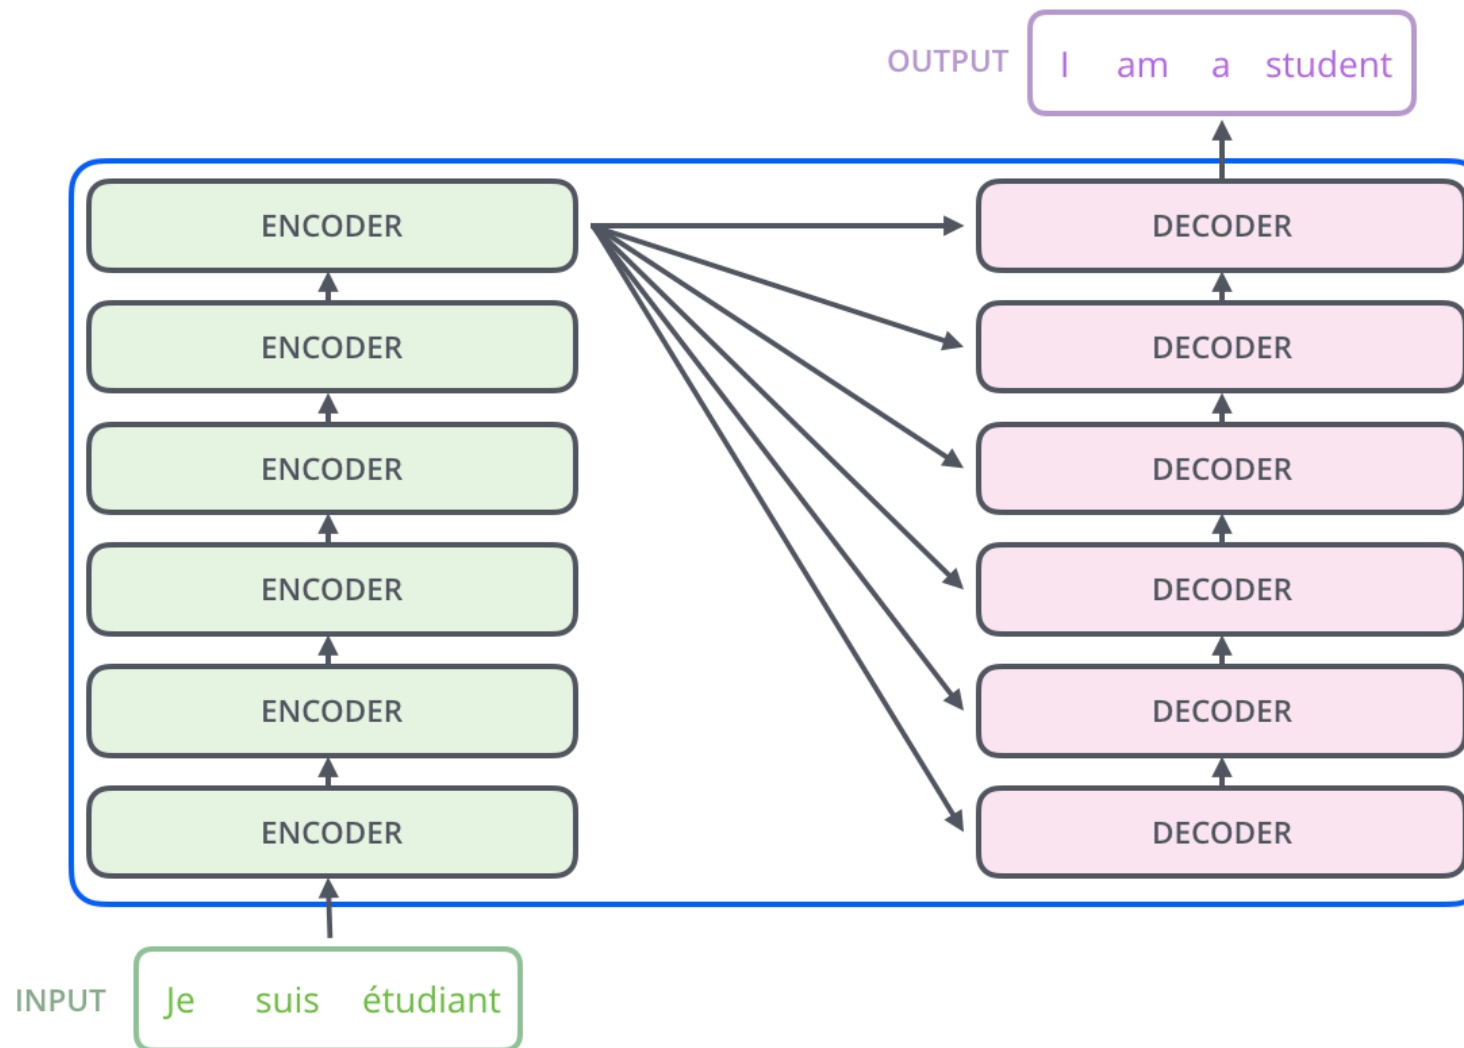 OUTPUT
I am a student
ENCODER
DECODER
ENCODER
DECODER
ENCODER
DECODER
ENCODER
DECODER
ENCODER
DECODER
ENCODER
DECODER
INPUT
Je suis étudiant